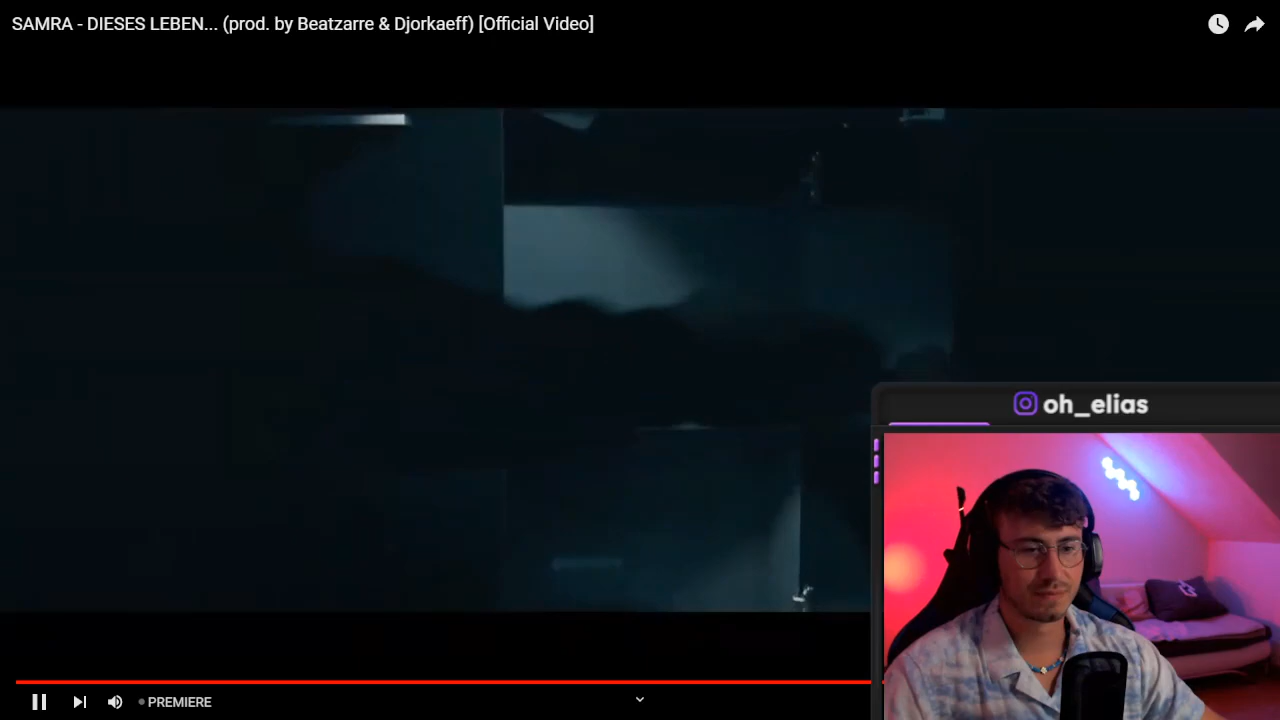 SAMRA - DIESES LEBEN... (prod. by Beatzarre & Djorkaeff) [Official Video]
oh_elias
PREMIERE